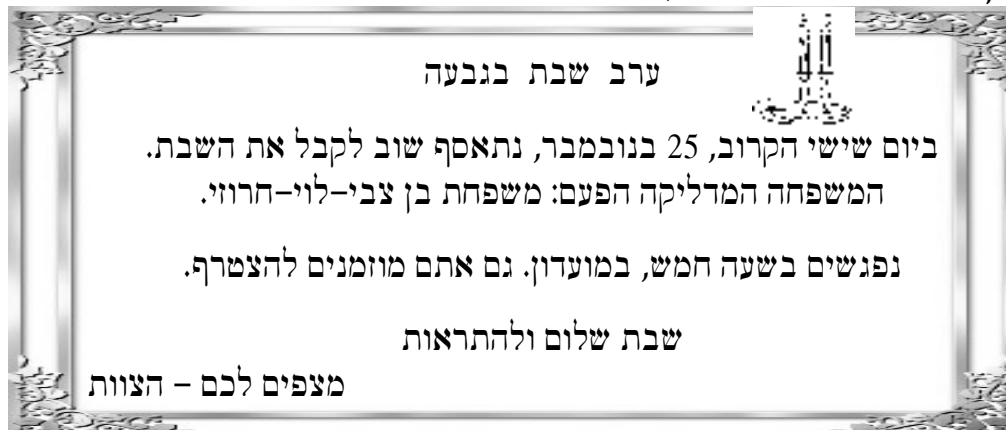 ערב שבת בגבעה
ביום שישי הקרוב, 25 בנובמבר, נתאסף שוב לקבל את השבת.
המשפחה המדליקה הפעם: משפחת בן צבי-לוי-חרוזי.
נפגשים בשעה חמש, במועדון. גם אתם מוזמנים להצטרף.
שבת שלום ולהתראות
מצפים לכם – הצוות